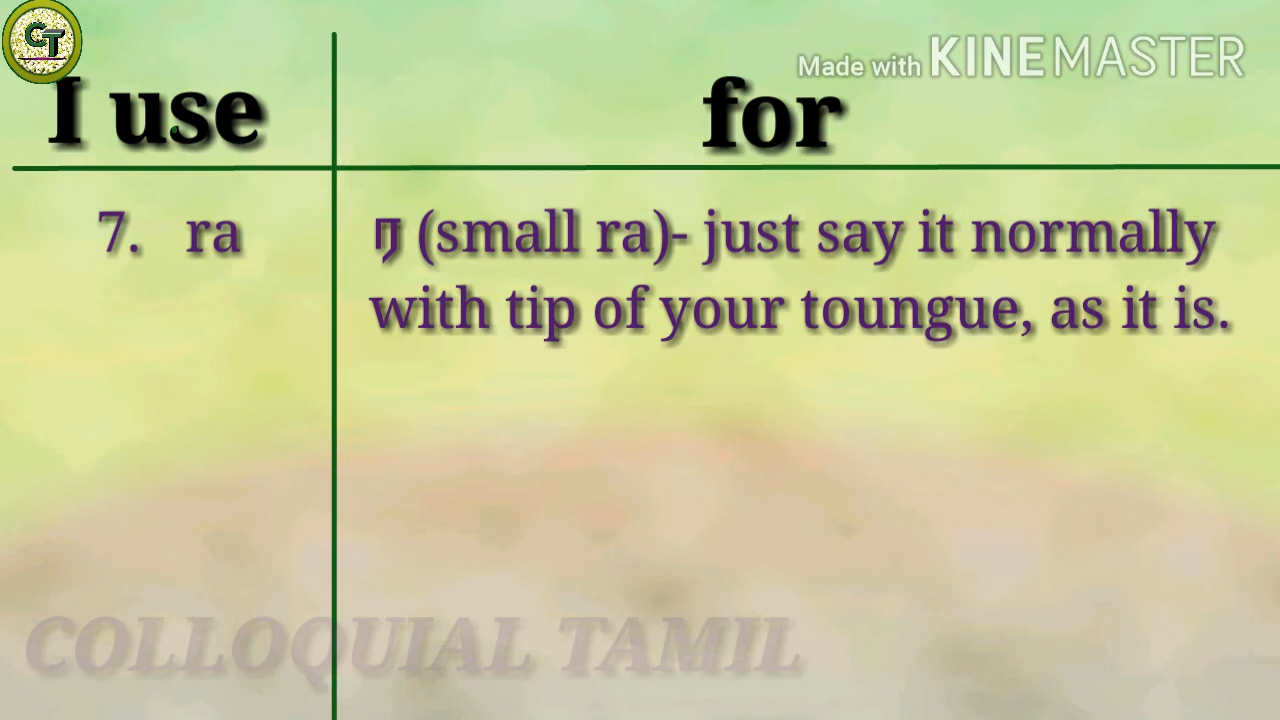 CT
Made with KINEMASTER
I use for
7. ra ர (small ra)- just say it normally
with tip of your toungue, as it is.
COLLOQUIAL TAMIL